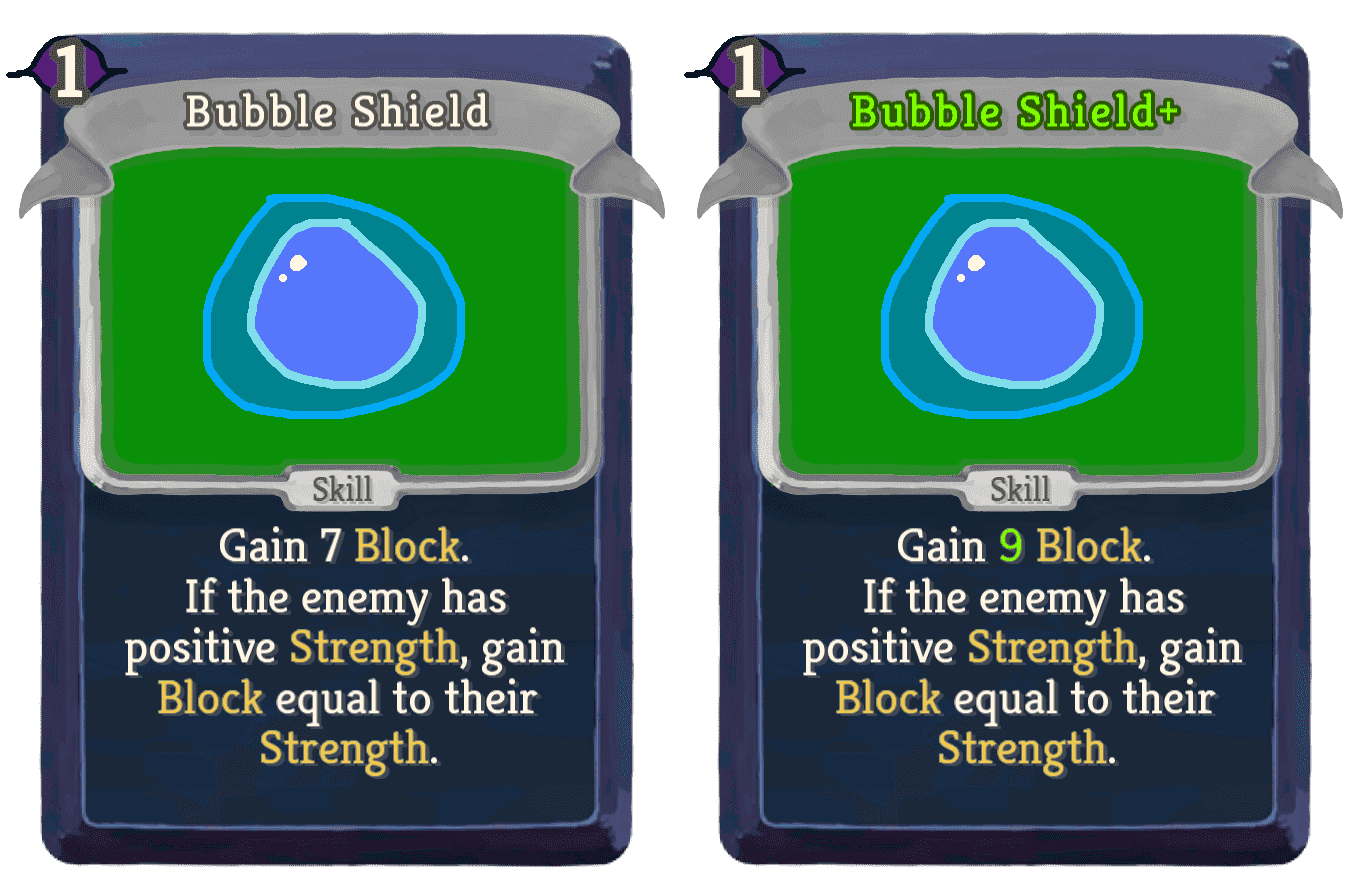 1
Bubble Shield
Skill
Gain 7 Block.
If the enemy has
positive Strength, gain
Block equal to their
Strength.
1
Bubble Shield+
Skill
Gain 9 Block.
If the enemy has
positive Strength, gain
Block equal to their
Strength.